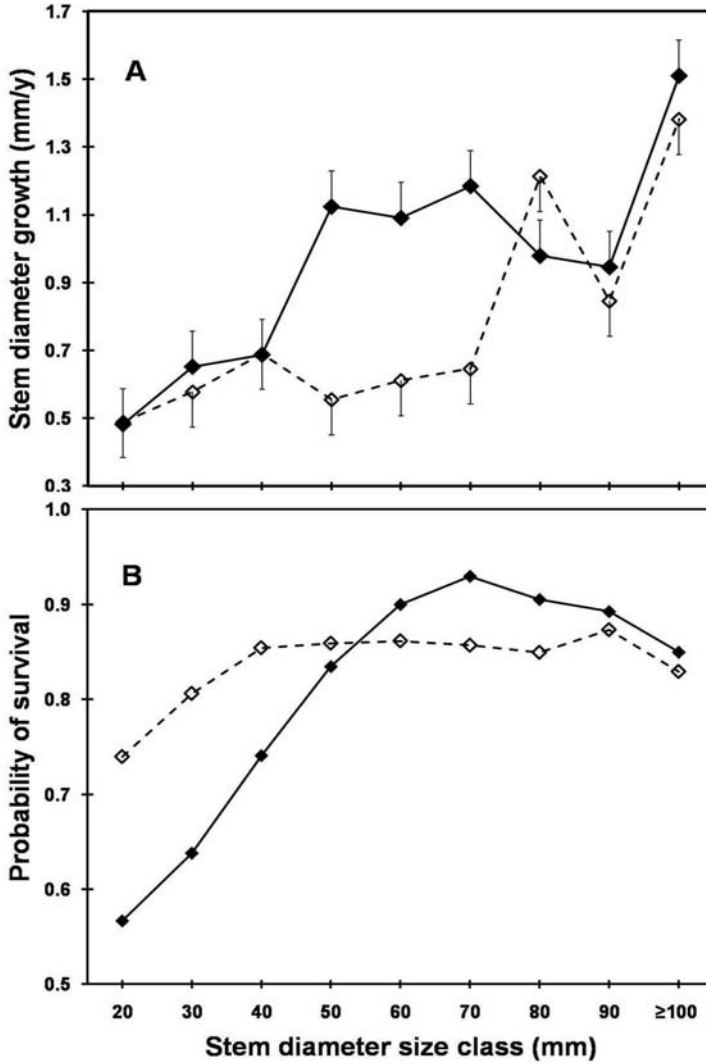 1.7
A
1.5
1.3
1.1
0.9
0.7
0.5
0.3
Stem diameter growth (mm/y)
1.0
B
0.9
0.8
0.7
0.6
0.5
Probability of survival
20 30 40 50 60 70 80 90 ≥100
Stem diameter size class (mm)